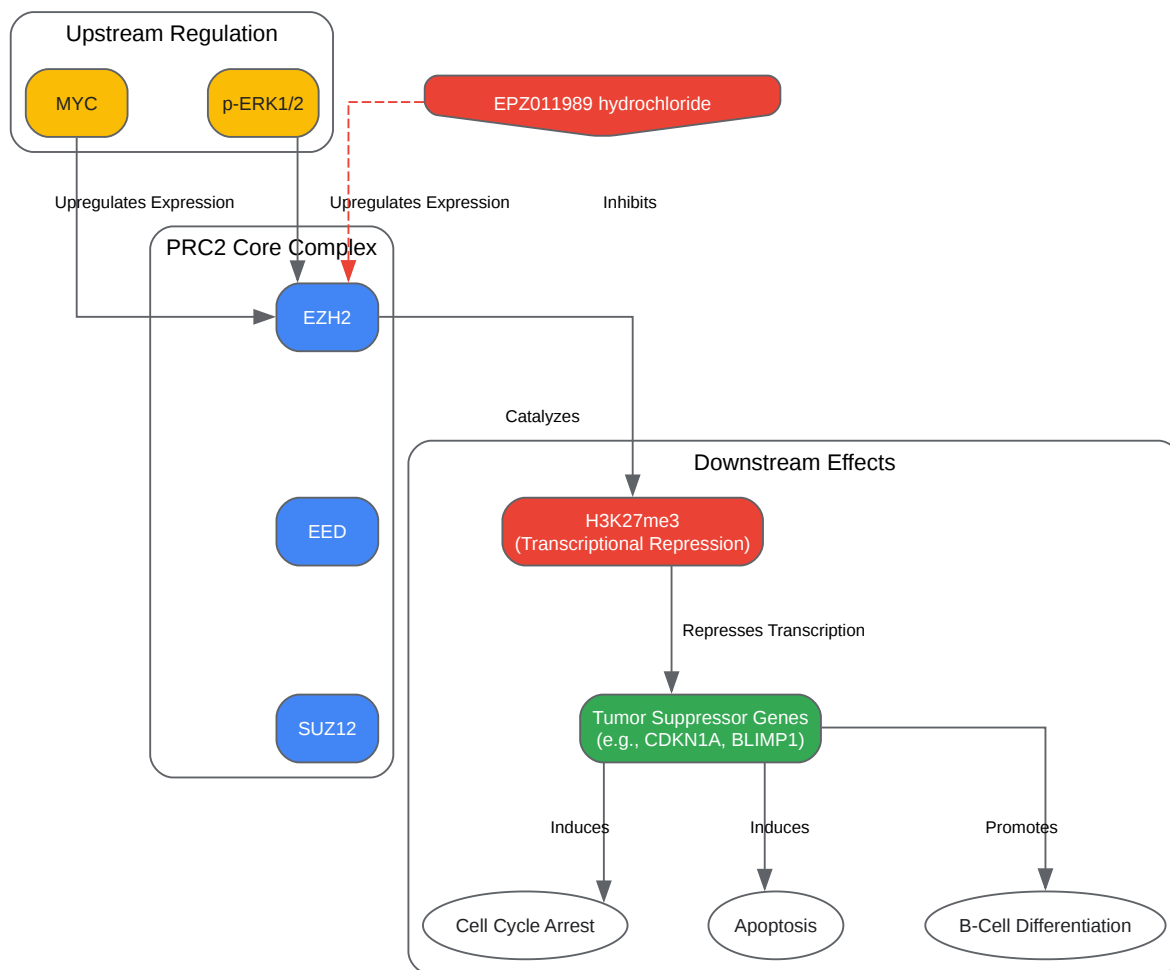 Upstream Regulation
MYC
p-ERK1/2
EPZ011989 hydrochloride
Upregulates Expression
Upregulates Expression
Inhibits
PRC2 Core Complex
EZH2
Catalyzes
Downstream Effects
EED
H3K27me3
(Transcriptional Repression)
Represses Transcription
SUZ12
Tumor Suppressor Genes
(e.g., CDKN1A, BLIMP1)
Induces
Induces
Promotes
Cell Cycle Arrest
Apoptosis
B-Cell Differentiation